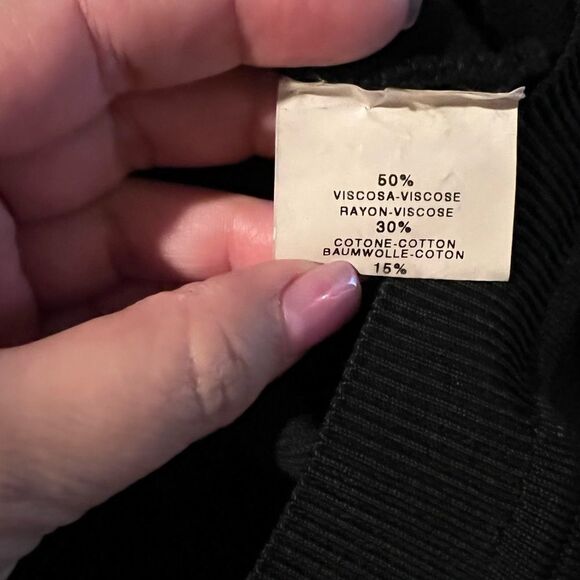 50%
VISCOSA-VISCOSE
RAYON-VISCOSE
30%
COTONE-COTTON
BAUMWOLLE-COTON
15%